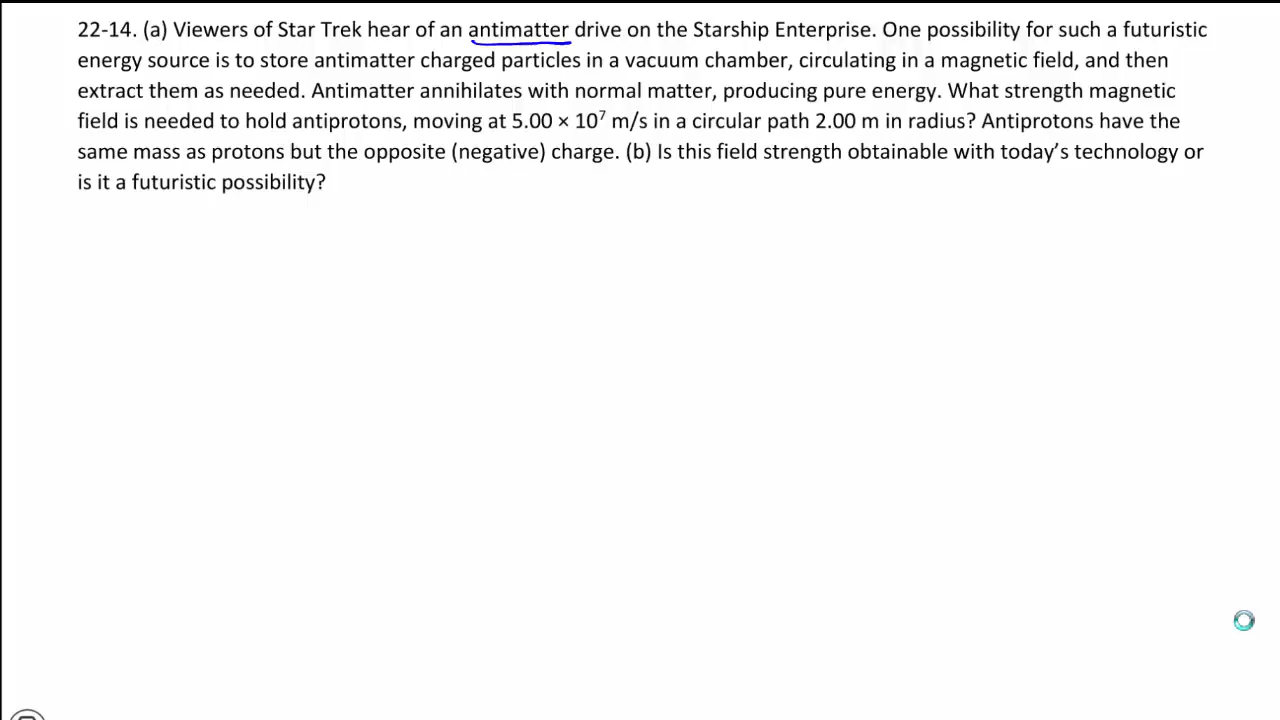 22-14. (a) Viewers of Star Trek hear of an antimatter drive on the Starship Enterprise. One possibility for such a futuristic
energy source is to store antimatter charged particles in a vacuum chamber, circulating in a magnetic field, and then
extract them as needed. Antimatter annihilates with normal matter, producing pure energy. What strength magnetic
field is needed to hold antiprotons, moving at 5.00 × 10⁷ m/s in a circular path 2.00 m in radius? Antiprotons have the
same mass as protons but the opposite (negative) charge. (b) Is this field strength obtainable with today’s technology or
is it a futuristic possibility?